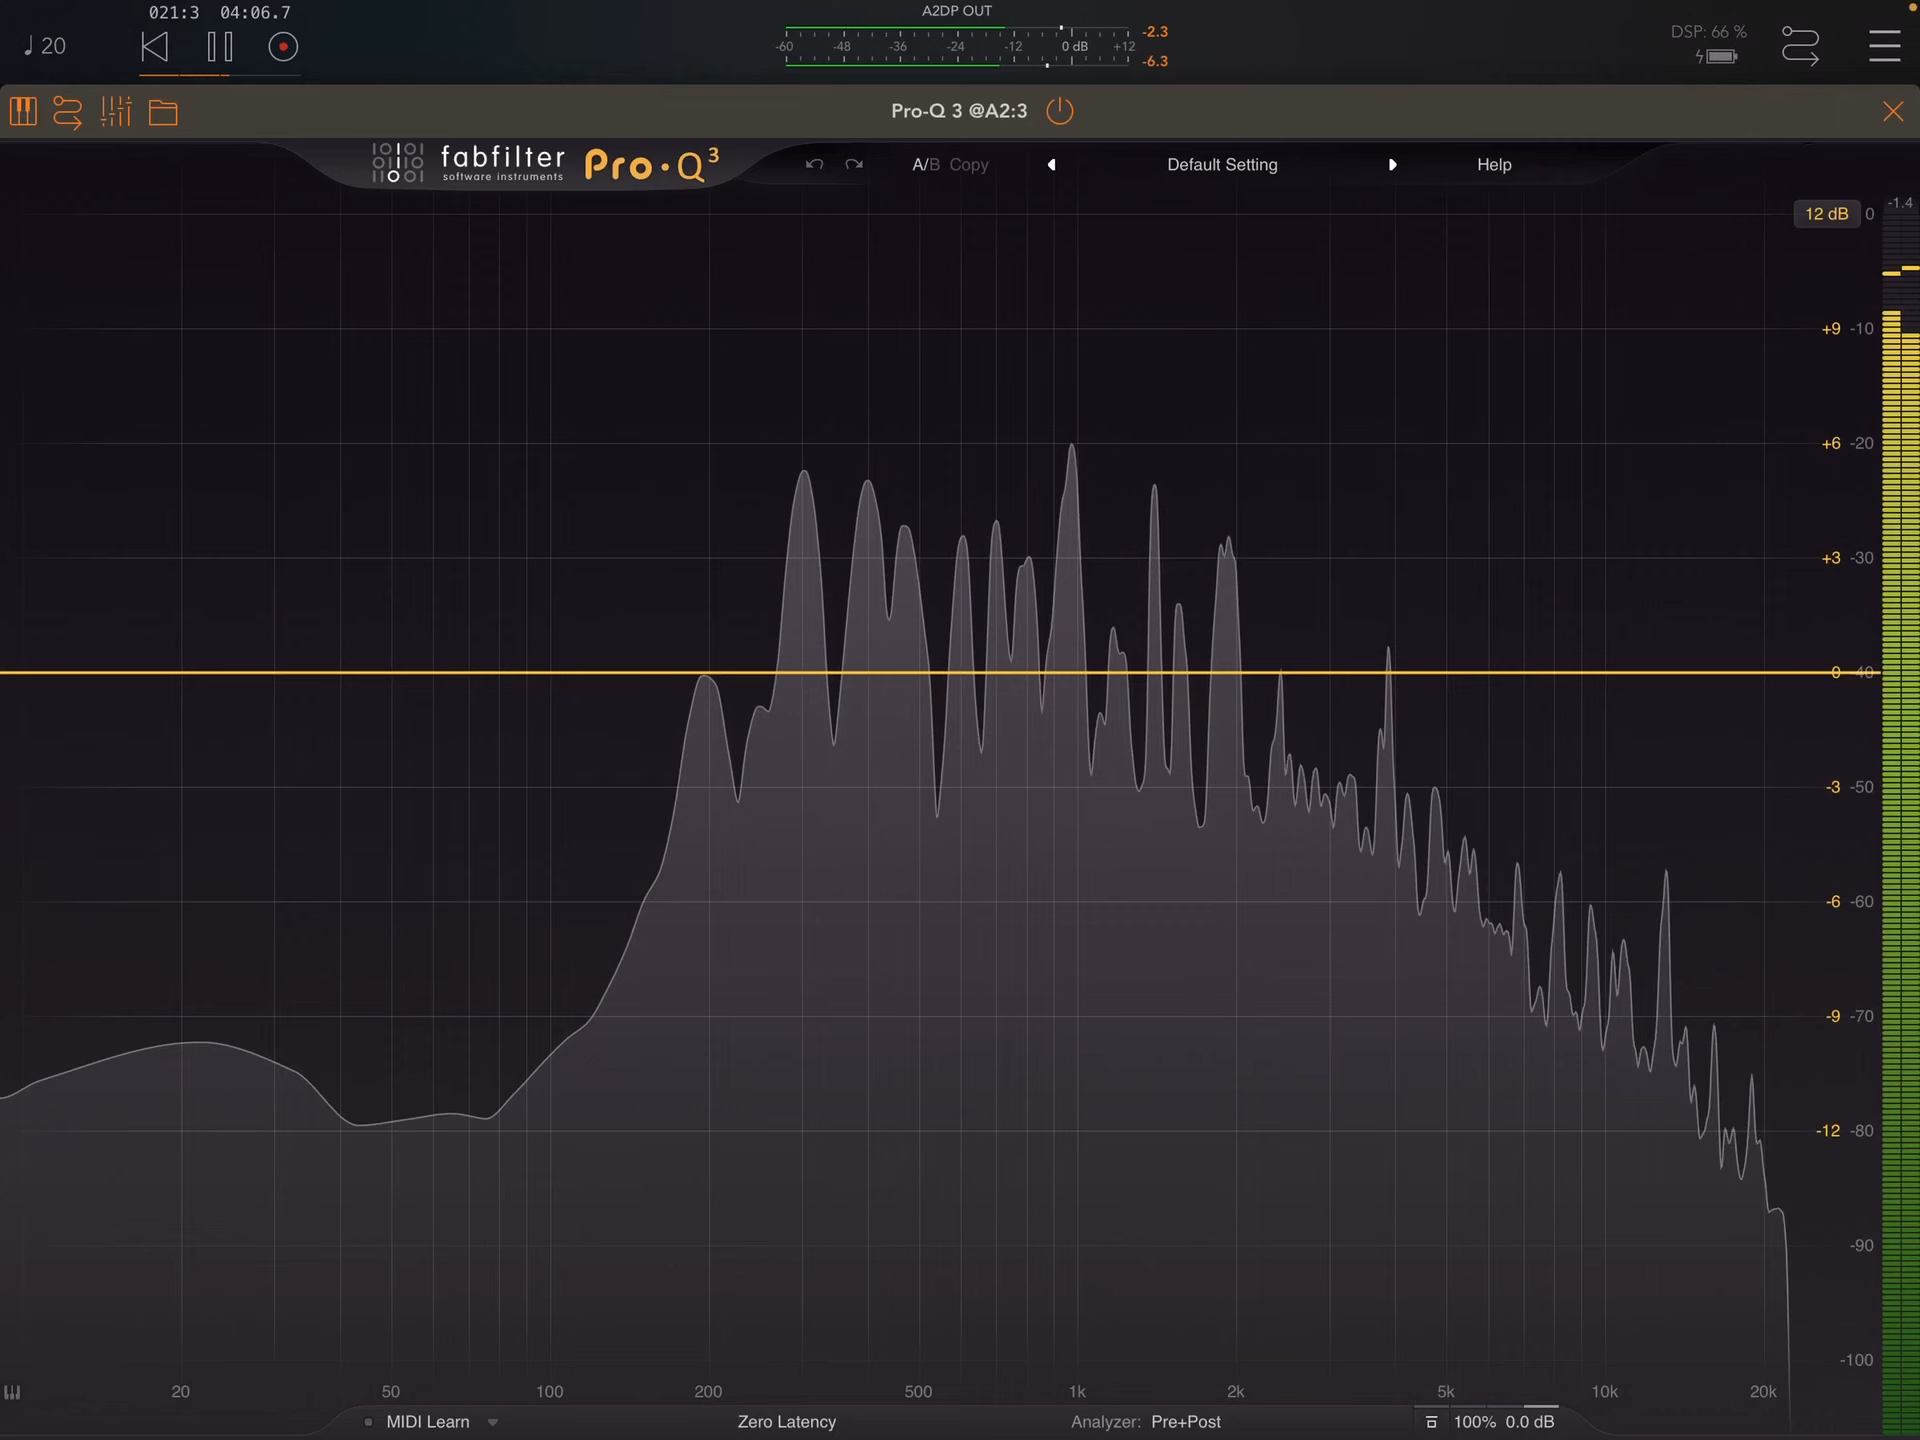 021:3 04:06.7
A2DP OUT
♩20
-60 -48 -36 -24 -12 0 dB +12
-2.3
-6.3
DSP: 66 %
Pro-Q 3 @A2:3
fabfilter
software instruments
Pro·Q3
A/B Copy
Default Setting
Help
12 dB 0 -1.4
+9 -10
+6 -20
+3 -30
0 -40
-3 -50
-6 -60
-9 -70
-12 -80
-90
-100
20 50 100 200 500 1k 2k 5k 10k 20k
MIDI Learn
Zero Latency
Analyzer: Pre+Post
100% 0.0 dB